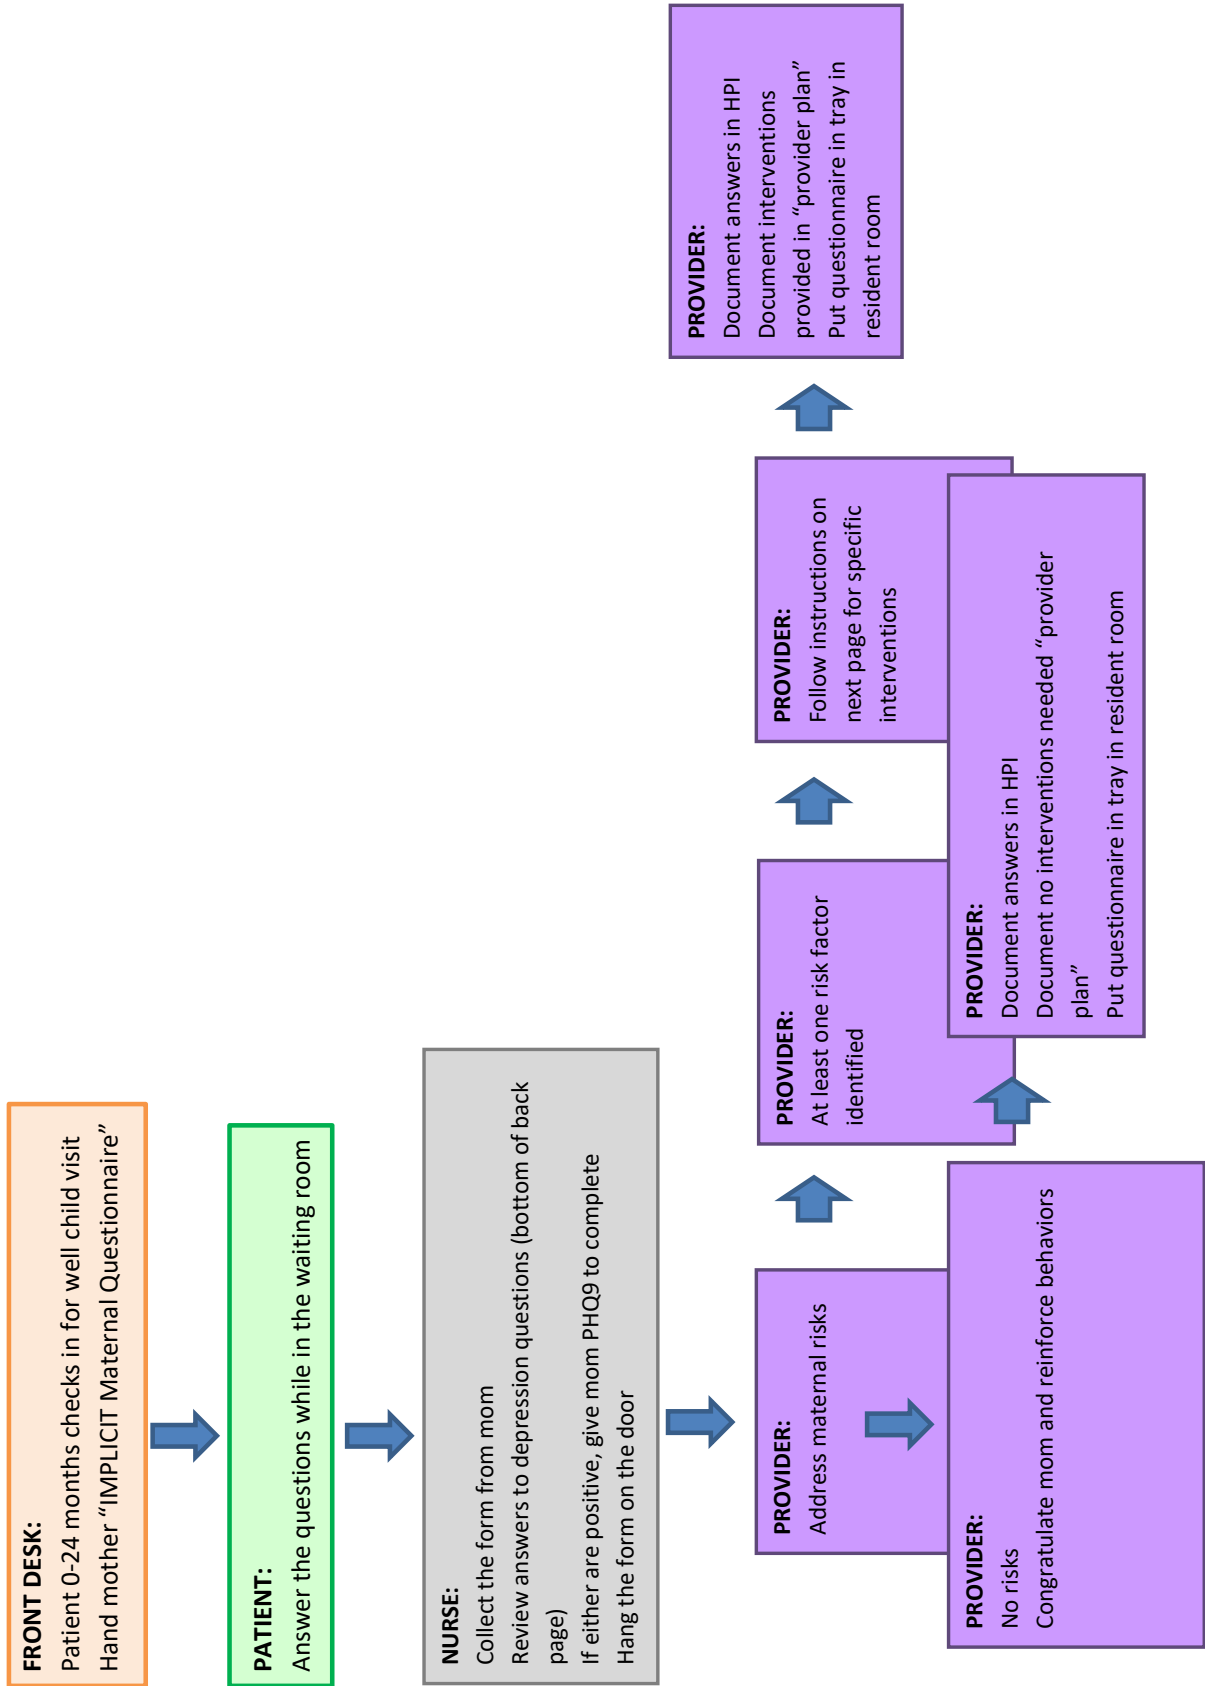 FRONT DESK:
Patient 0-24 months checks in for well child visit
Hand mother “IMPLICIT Maternal Questionnaire”
PATIENT:
Answer the questions while in the waiting room
NURSE:
Collect the form from mom
Review answers to depression questions (bottom of back
page)
If either are positive, give mom PHQ9 to complete
Hang the form on the door
PROVIDER:
Address maternal risks
PROVIDER:
At least one risk factor
identified
PROVIDER:
Follow instructions on
next page for specific
interventions
PROVIDER:
Document answers in HPI
Document interventions
provided in “provider plan”
Put questionnaire in tray in
resident room
PROVIDER:
No risks
Congratulate mom and reinforce behaviors
PROVIDER:
Document answers in HPI
Document no interventions needed “provider
plan”
Put questionnaire in tray in resident room